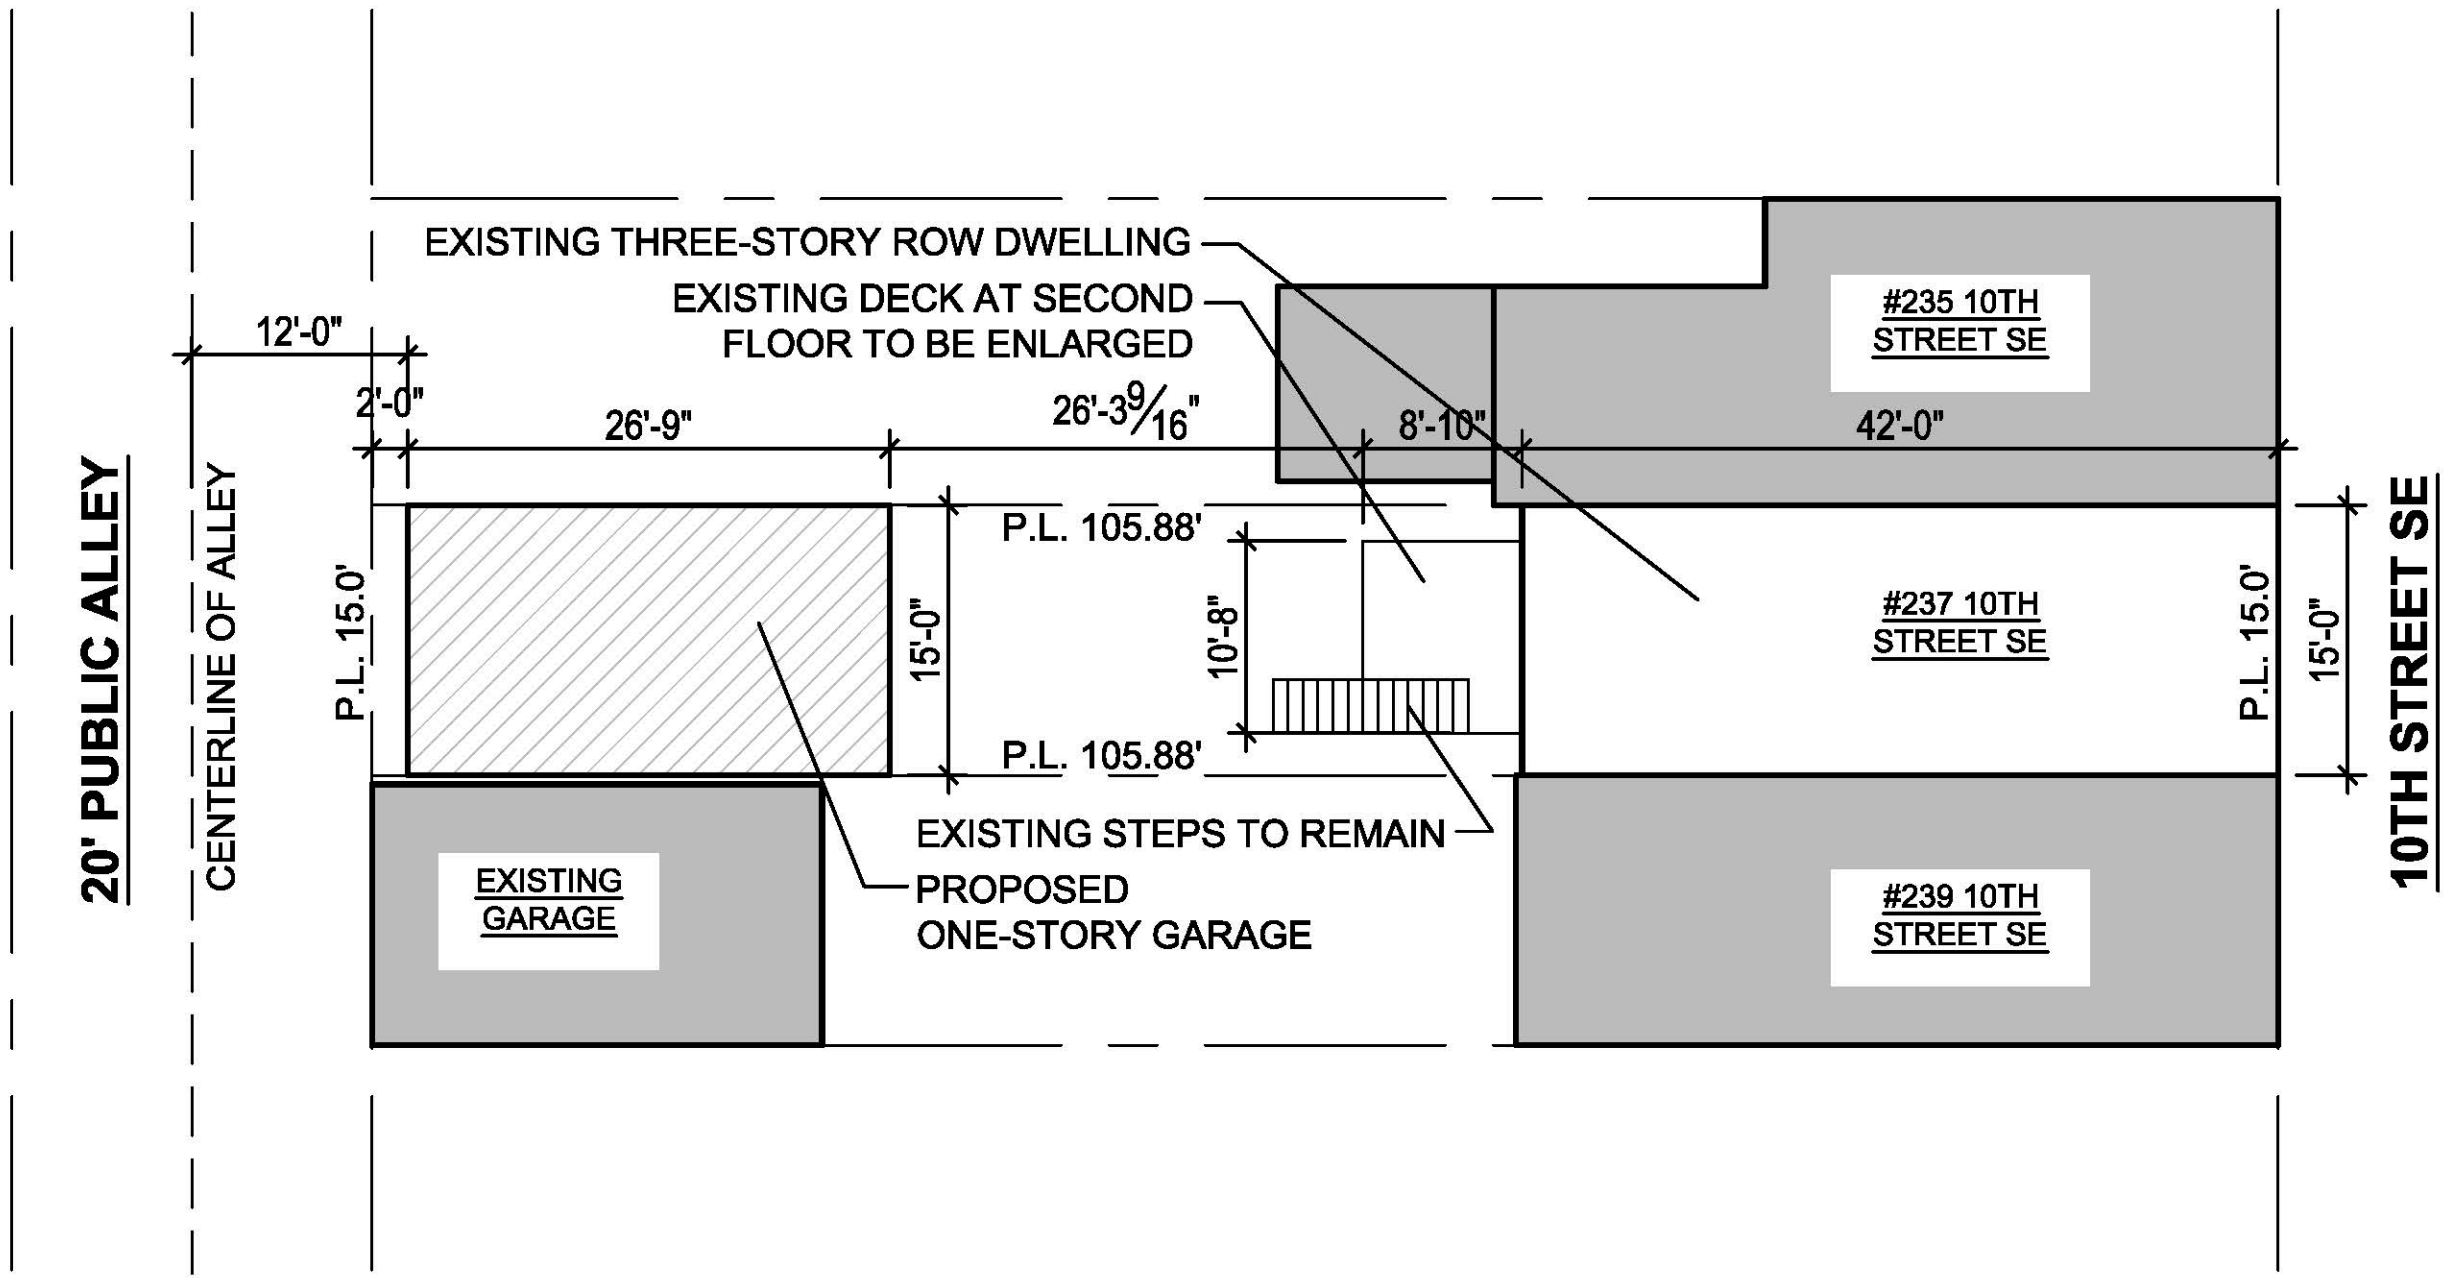 EXISTING THREE-STORY ROW DWELLING
EXISTING DECK AT SECOND
FLOOR TO BE ENLARGED
12'-0"
2'-0"
26'-9"
26'-3 9/16"
8'-10"
42'-0"
#235 10TH
STREET SE
20' PUBLIC ALLEY
CENTERLINE OF ALLEY
P.L. 15.0'
15'-0"
P.L. 105.88'
10'-8"
P.L. 105.88'
#237 10TH
STREET SE
P.L. 15.0'
15'-0"
10TH STREET SE
EXISTING STEPS TO REMAIN
PROPOSED
ONE-STORY GARAGE
EXISTING
GARAGE
#239 10TH
STREET SE